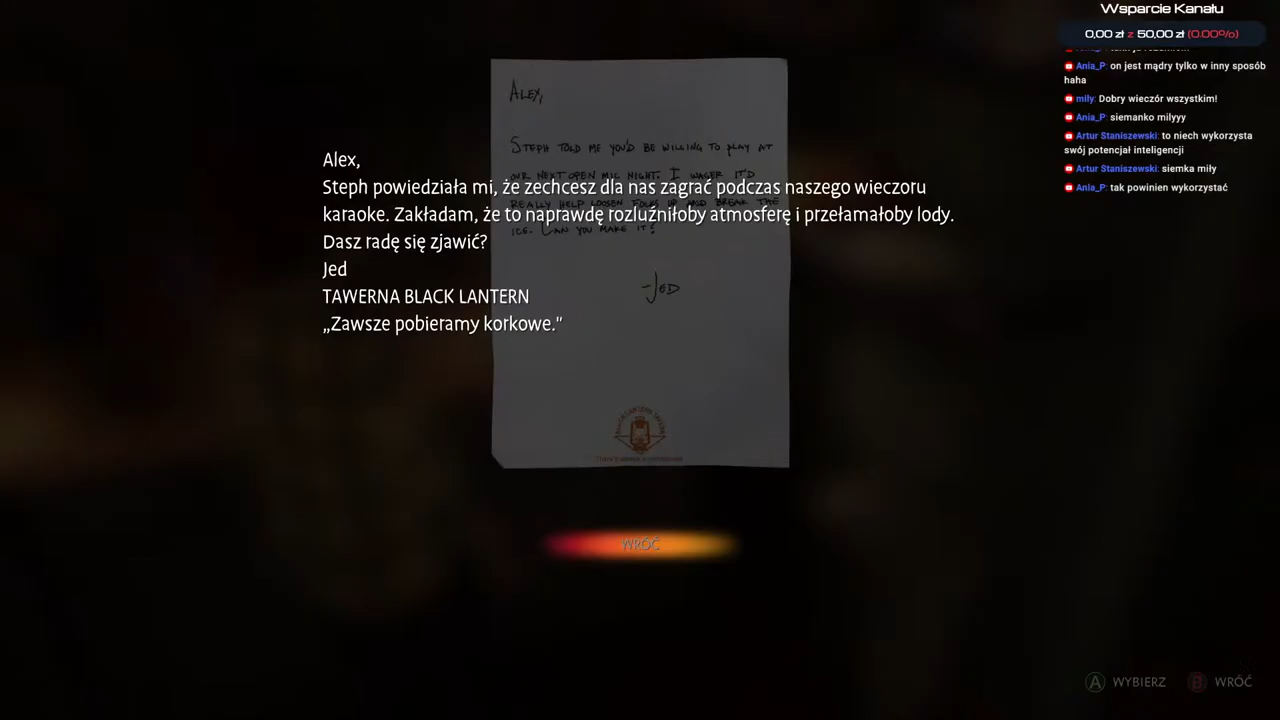 Wsparcie Kanału
0,00 zł z 50,00 zł (0.00%)
Ania_P: on jest mądry tylko w inny sposób
haha
miły: Dobry wieczór wszystkim!
Ania_P: siemanko milyyy
Artur Staniszewski: to niech wykorzysta
swój potencjał inteligencji
Artur Staniszewski: siemka miły
Ania_P: tak powinien wykorzystać
ALEX,
STEPH TOLD ME YOU'D BE WILLING TO PLAY AT
OUR NEXT OPEN MIC NIGHT. I WAGER IT'D
REALLY HELP LOOSEN FOLKS UP AND BREAK THE
ICE. CAN YOU MAKE IT?
-JED
Alex,
Steph powiedziała mi, że zechcesz dla nas zagrać podczas naszego wieczoru
karaoke. Zakładam, że to naprawdę rozluźniłoby atmosferę i przełamałoby lody.
Dasz radę się zjawić?
Jed
TAWERNA BLACK LANTERN
„Zawsze pobieramy korkowe."
WRÓĆ
A WYBIERZ B WRÓĆ